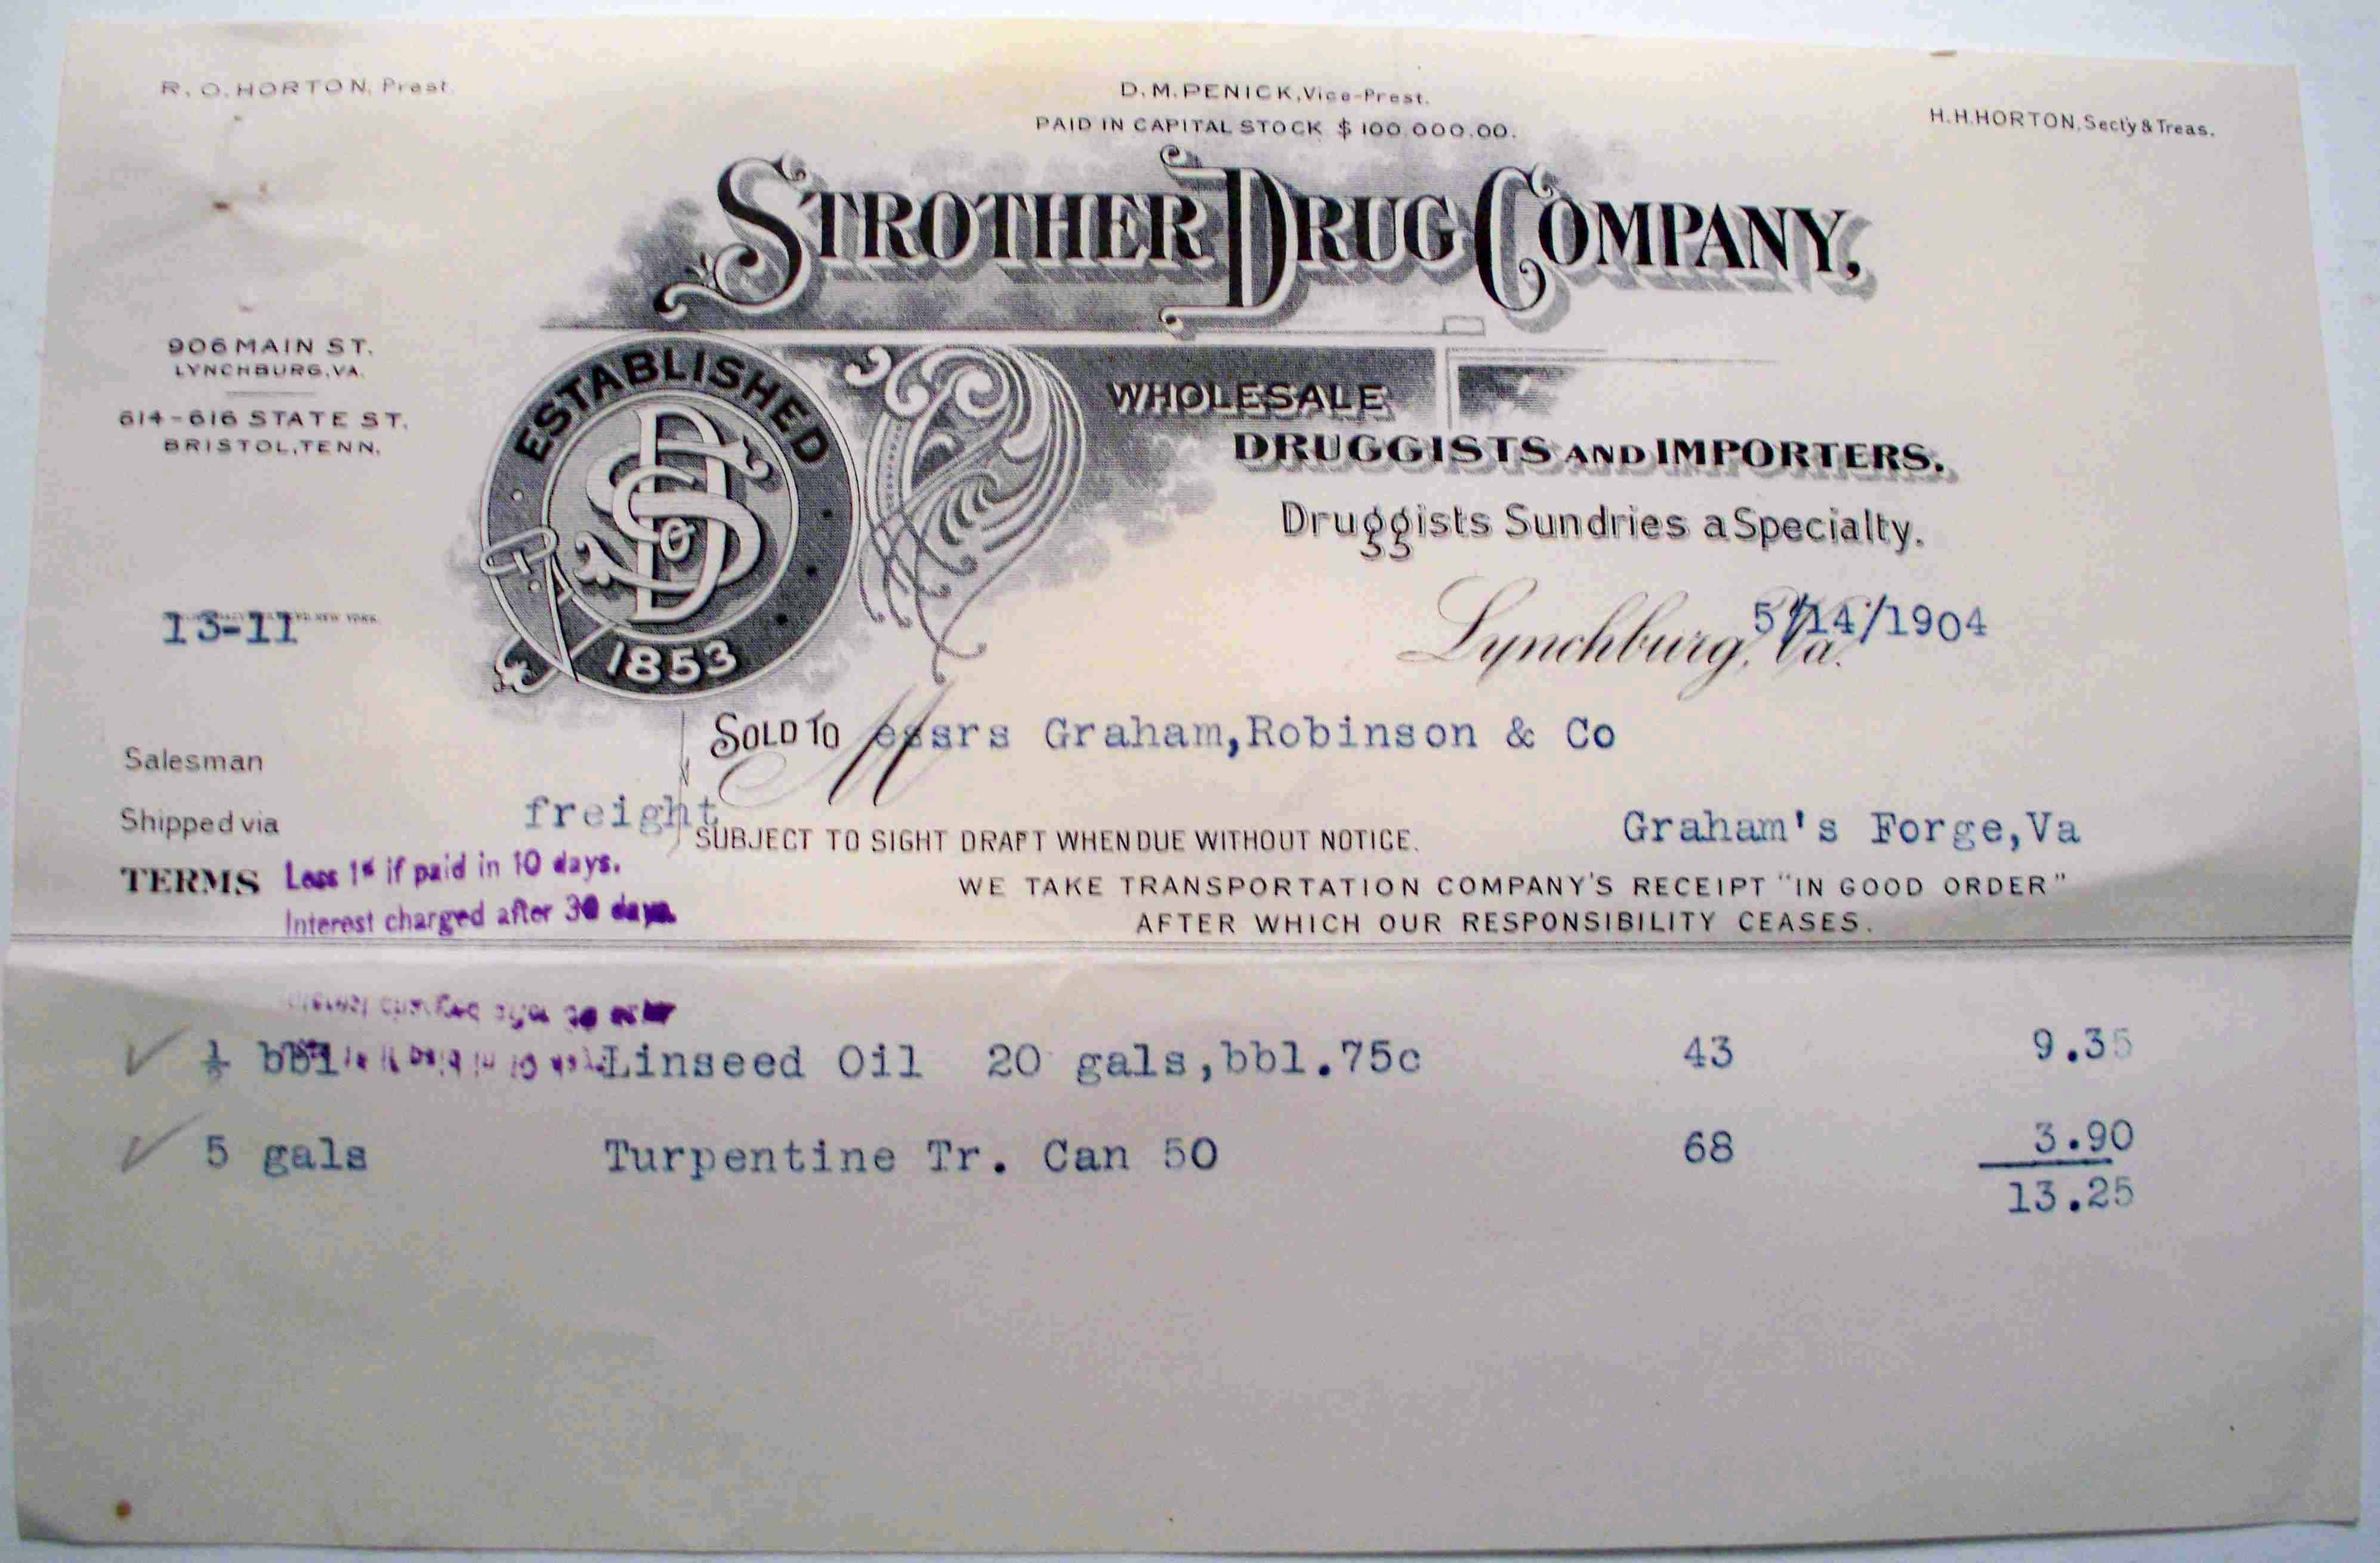 R. O. HORTON, Prest.
D. M. PENICK, Vice-Prest.
PAID IN CAPITAL STOCK $ 100,000.00.
H. H. HORTON, Sect'y & Treas.
STROTHER DRUG COMPANY,
906 MAIN ST.
LYNCHBURG, VA.
614-616 STATE ST.
BRISTOL, TENN.
ESTABLISHED
SD Co
1853
WHOLESALE
DRUGGISTS AND IMPORTERS.
Druggists Sundries a Specialty.
NEW YORK
13-11
Lynchburg, Va. 5/14/1904
SOLD TO Messrs Graham, Robinson & Co
Salesman
Shipped via freight
Graham's Forge, Va
SUBJECT TO SIGHT DRAFT WHEN DUE WITHOUT NOTICE.
TERMS Less 1% if paid in 10 days.
Interest charged after 30 days.
WE TAKE TRANSPORTATION COMPANY'S RECEIPT "IN GOOD ORDER"
AFTER WHICH OUR RESPONSIBILITY CEASES.
½ bbl Linseed Oil 20 gals, bbl. 75c 43 9.35
5 gals Turpentine Tr. Can 50 68 3.90
13.25